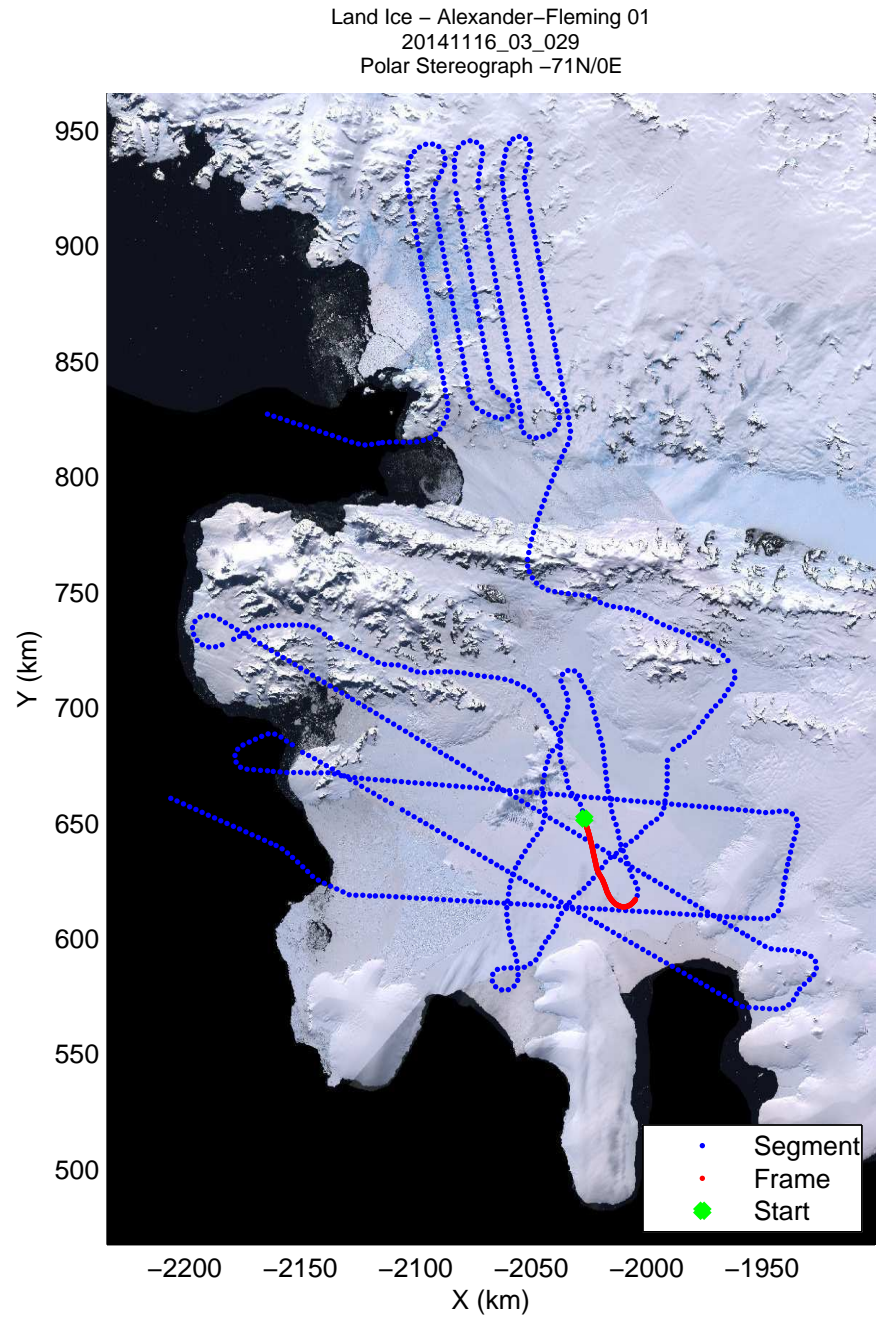 Land Ice − Alexander−Fleming 01
20141116_03_029
Polar Stereograph −71N/0E
950
900
850
800
750
700
650
600
550
500
Y (km)
−2200 −2150 −2100 −2050 −2000 −1950
X (km)
Segment
Frame
Start